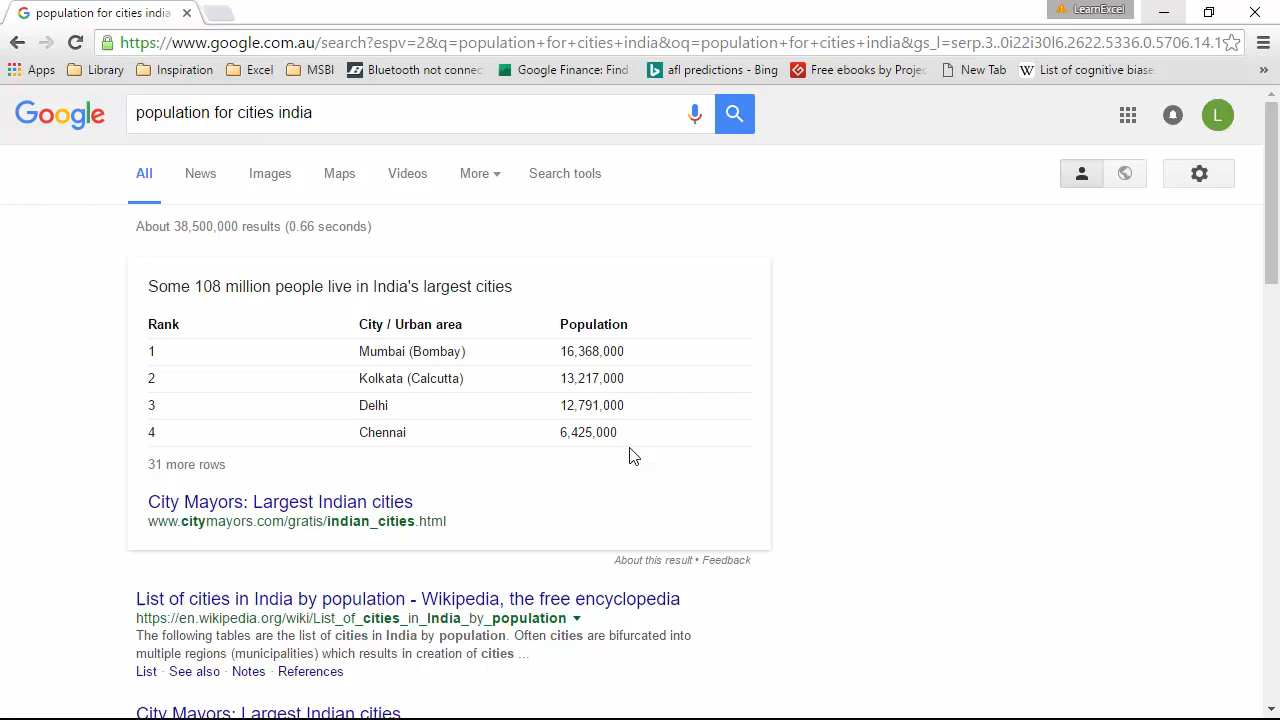 population for cities india
LearnExcel
https://www.google.com.au/search?espv=2&q=population+for+cities+india&oq=population+for+cities+india&gs_l=serp.3..0i22i30l6.2622.5336.0.5706.14.1
Apps Library Inspiration Excel MSBI Bluetooth not connec Google Finance: Find afl predictions - Bing Free ebooks by Projec New Tab List of cognitive biase »
Google population for cities india L
All News Images Maps Videos More Search tools
About 38,500,000 results (0.66 seconds)
Some 108 million people live in India's largest cities
Rank City / Urban area Population
1 Mumbai (Bombay) 16,368,000
2 Kolkata (Calcutta) 13,217,000
3 Delhi 12,791,000
4 Chennai 6,425,000
31 more rows
City Mayors: Largest Indian cities
www.citymayors.com/gratis/indian_cities.html
About this result • Feedback
List of cities in India by population - Wikipedia, the free encyclopedia
https://en.wikipedia.org/wiki/List_of_cities_in_India_by_population
The following tables are the list of cities in India by population. Often cities are bifurcated into
multiple regions (municipalities) which results in creation of cities ...
List · See also · Notes · References
City Mayors: Largest Indian cities